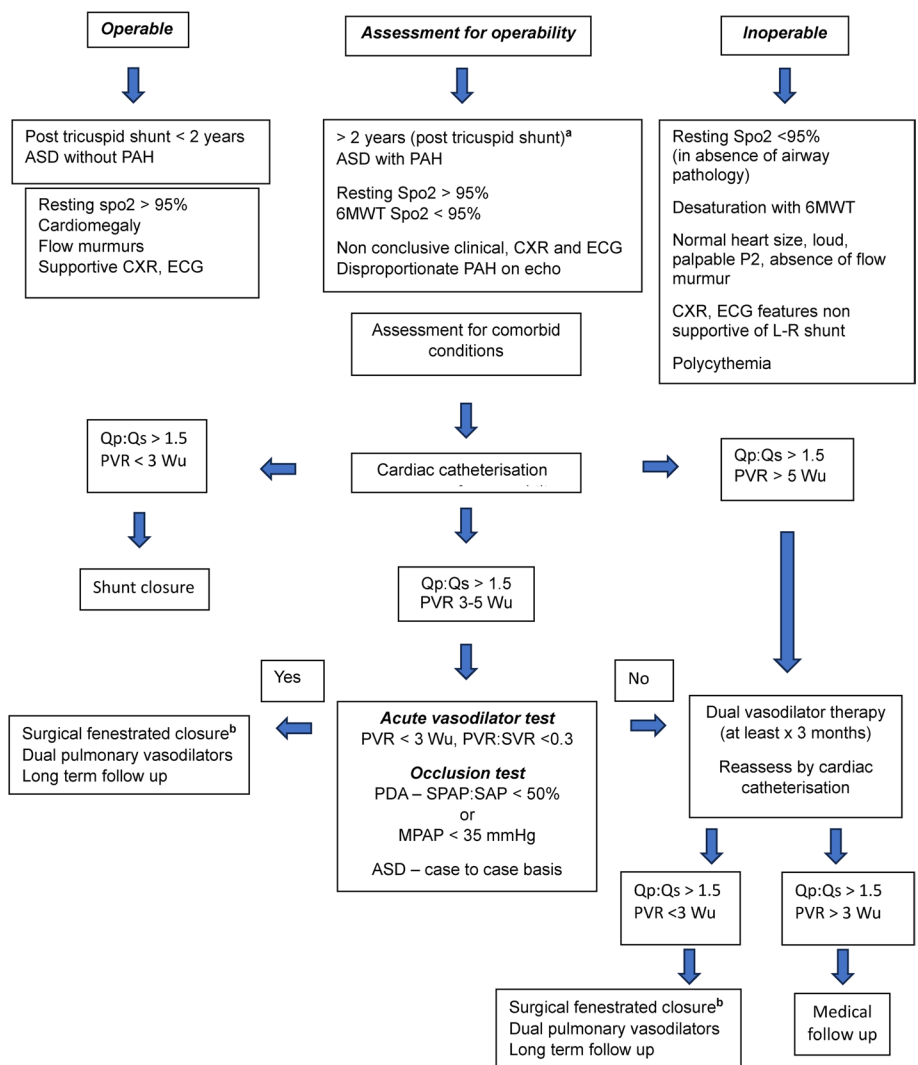 Operable
Assessment for operability
Inoperable
Post tricuspid shunt < 2 years
ASD without PAH
Resting spo2 > 95%
Cardiomegaly
Flow murmurs
Supportive CXR, ECG
> 2 years (post tricuspid shunt)a
ASD with PAH
Resting Spo2 > 95%
6MWT Spo2 < 95%
Non conclusive clinical, CXR and ECG
Disproportionate PAH on echo
Resting Spo2 <95%
(in absence of airway
pathology)
Desaturation with 6MWT
Normal heart size, loud,
palpable P2, absence of flow
murmur
CXR, ECG features non
supportive of L-R shunt
Polycythemia
Assessment for comorbid
conditions
Qp:Qs > 1.5
PVR < 3 Wu
Cardiac catheterisation
Qp:Qs > 1.5
PVR > 5 Wu
Shunt closure
Qp:Qs > 1.5
PVR 3-5 Wu
Yes
No
Surgical fenestrated closureb
Dual pulmonary vasodilators
Long term follow up
Acute vasodilator test
PVR < 3 Wu, PVR:SVR <0.3
Occlusion test
PDA – SPAP:SAP < 50%
or
MPAP < 35 mmHg
ASD – case to case basis
Dual vasodilator therapy
(at least x 3 months)
Reassess by cardiac
catheterisation
Qp:Qs > 1.5
PVR <3 Wu
Qp:Qs > 1.5
PVR > 3 Wu
Surgical fenestrated closureb
Dual pulmonary vasodilators
Long term follow up
Medical
follow up